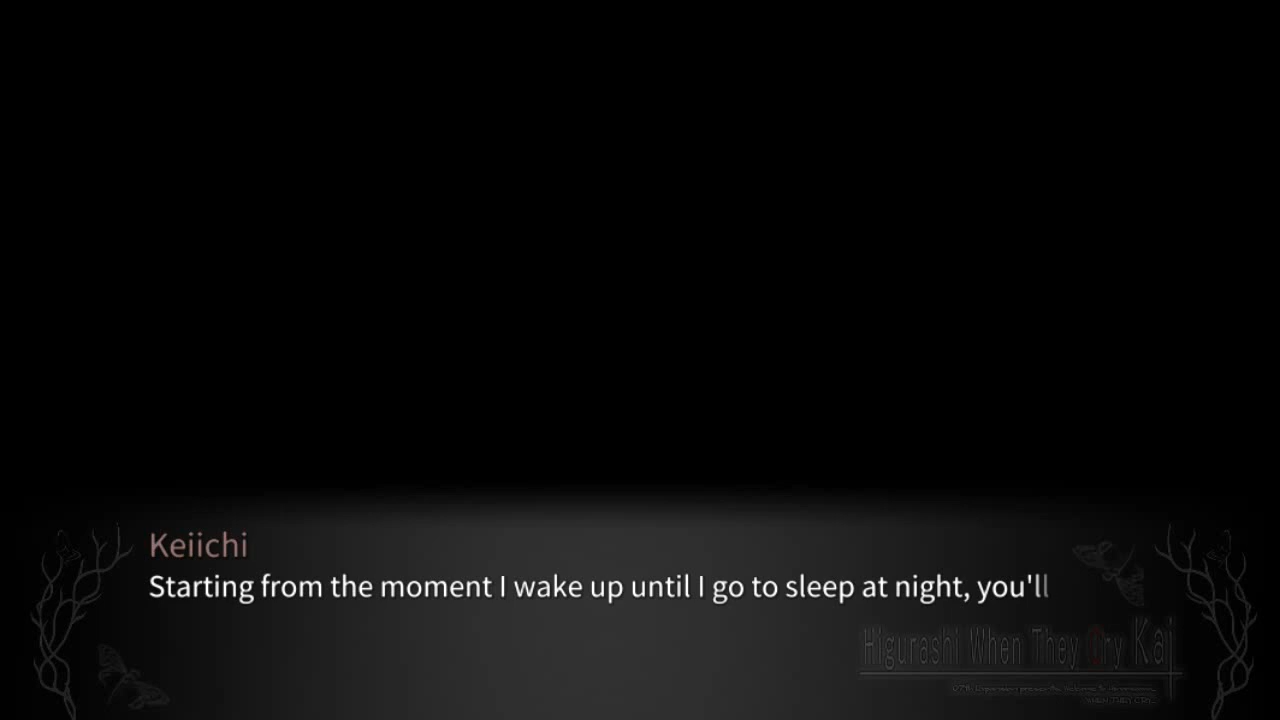 Keiichi
Starting from the moment I wake up until I go to sleep at night, you'll
Higurashi When They Cry Kai